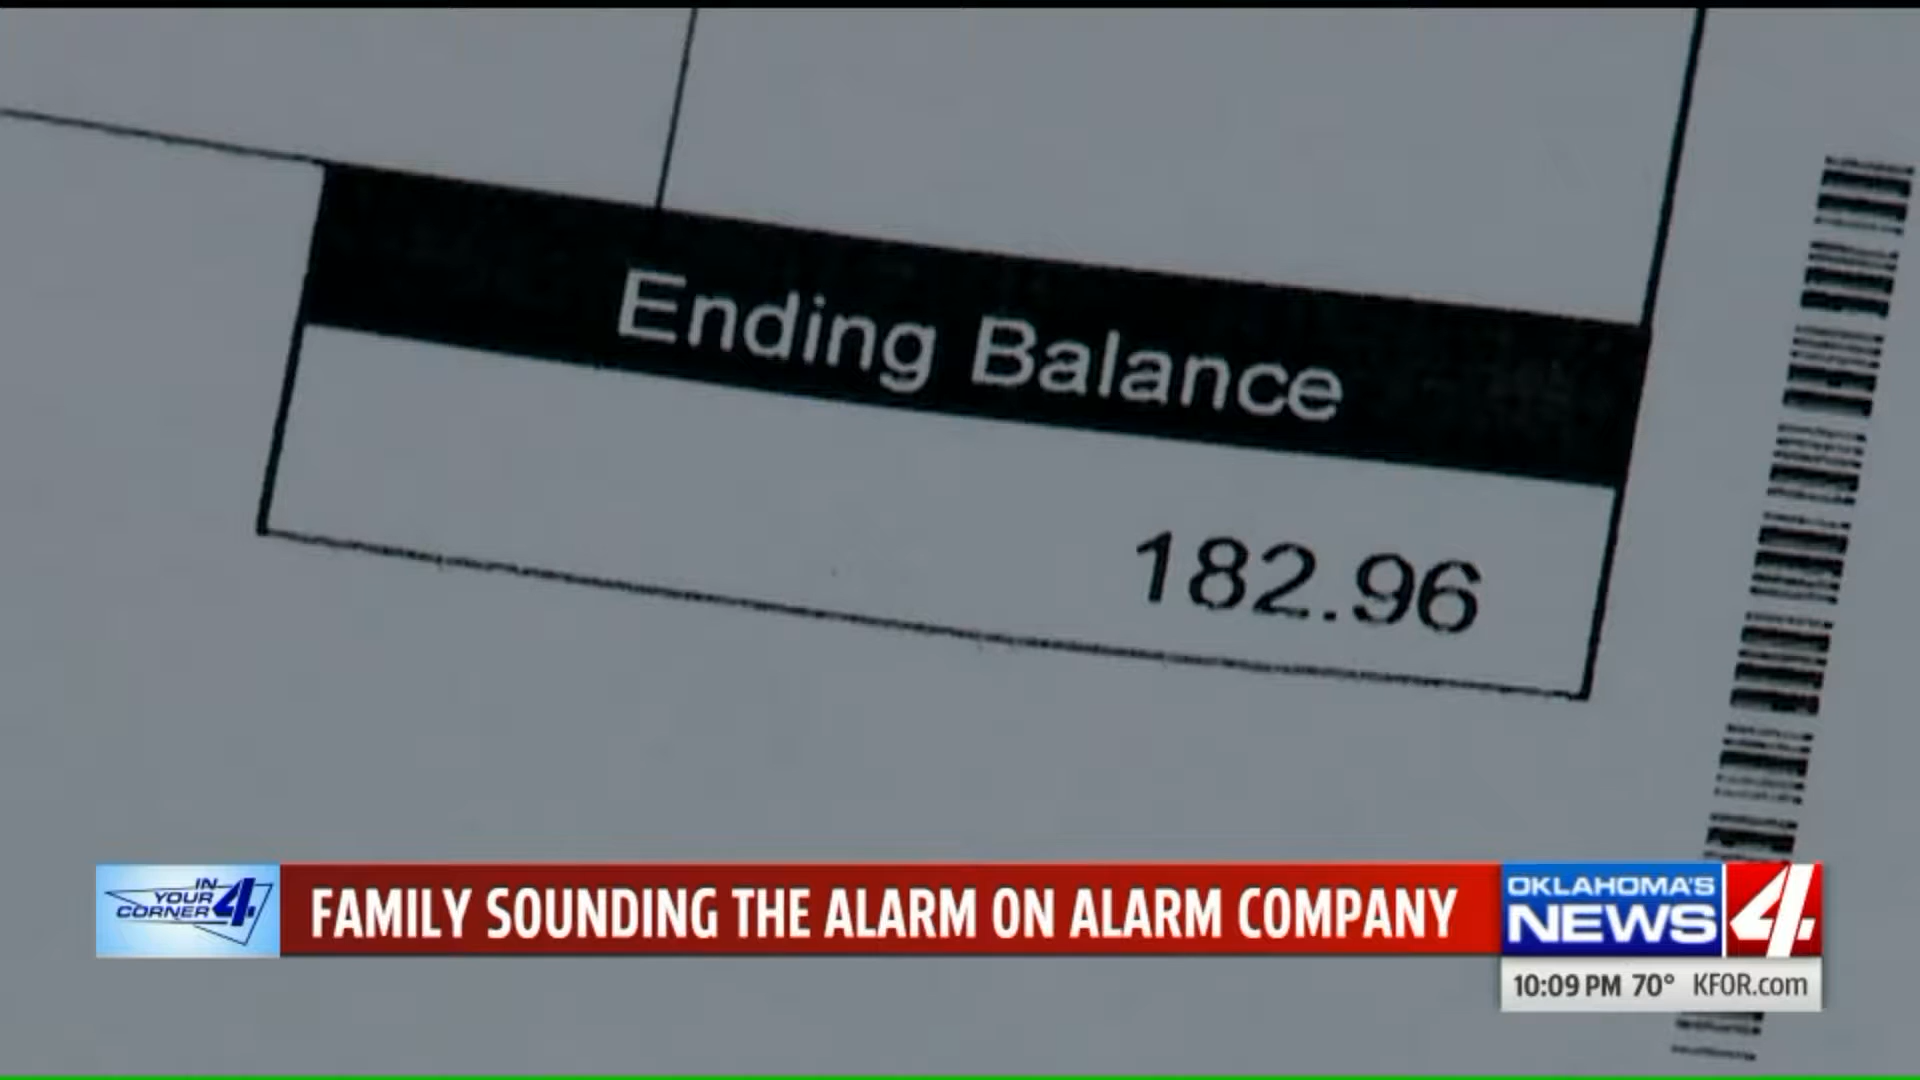 Ending Balance
182.96
IN
YOUR
CORNER 4
FAMILY SOUNDING THE ALARM ON ALARM COMPANY
OKLAHOMA'S
NEWS 4
10:09 PM 70° KFOR.com